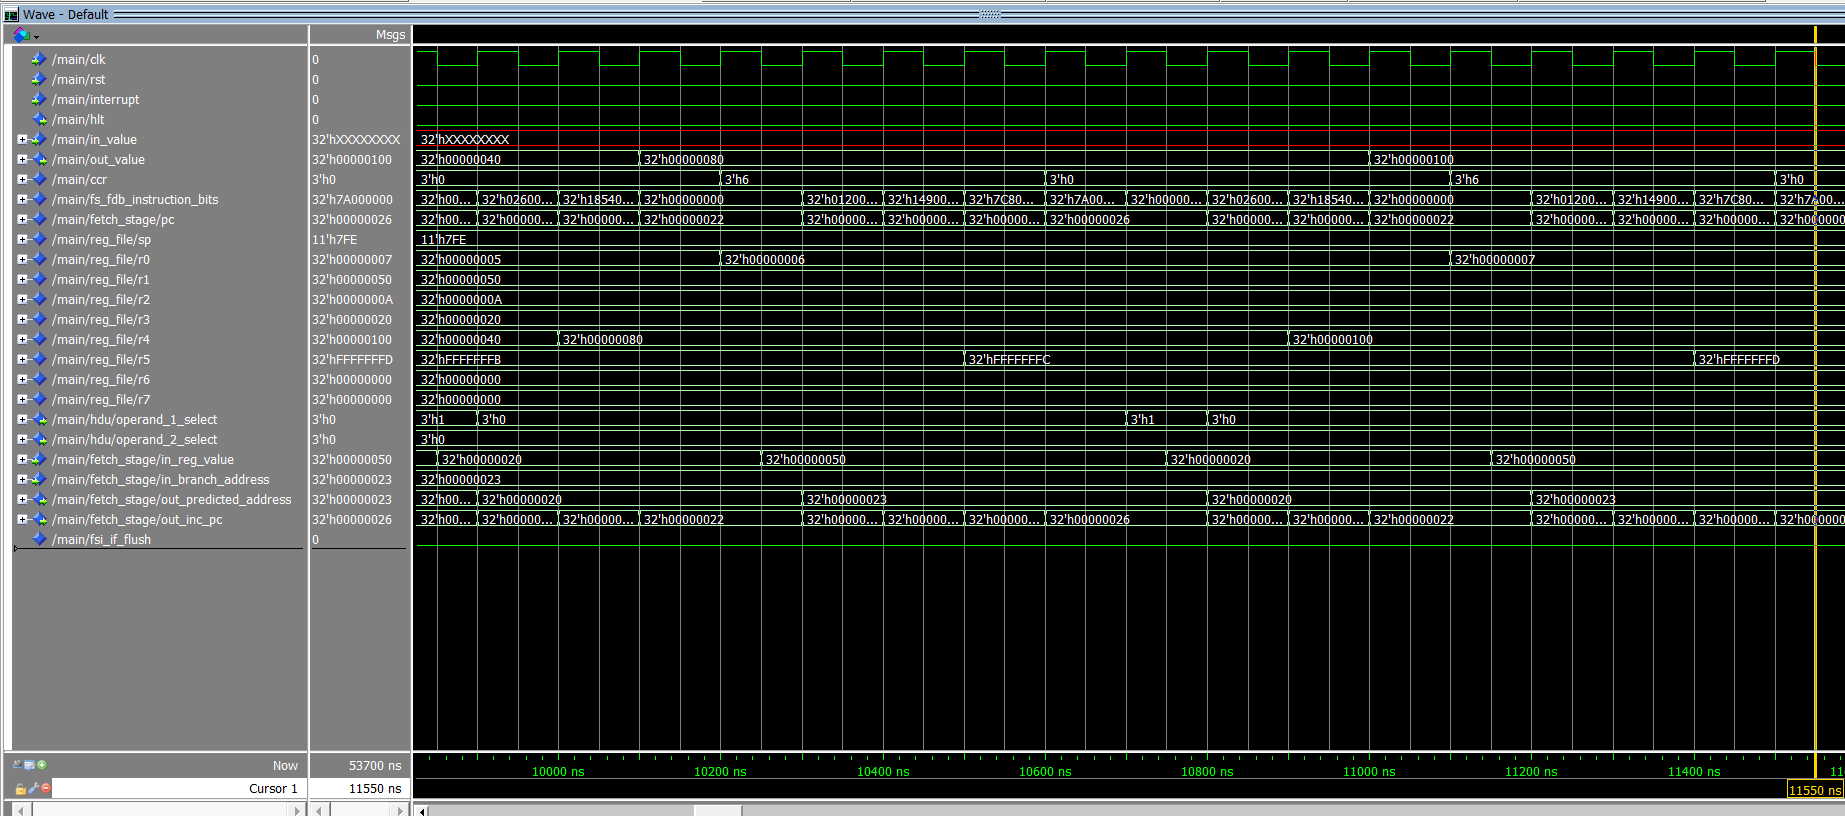 Wave - Default
Msgs
/main/clk 0
/main/rst 0
/main/interrupt 0
/main/hlt 0
/main/in_value 32'hXXXXXXXX 32'hXXXXXXXX
/main/out_value 32'h00000100 32'h00000040 32'h00000080 32'h00000100
/main/ccr 3'h0 3'h0 3'h6 3'h0 3'h6 3'h0
/main/fs_fdb_instruction_bits 32'h7A000000 32'h00... 32'h02600... 32'h18540... 32'h00000000 32'h01200... 32'h14900... 32'h7C80... 32'h7A00... 32'h00000... 32'h02600... 32'h18540... 32'h00000000 32'h01200... 32'h14900... 32'h7C80... 32'h7A00...
/main/fetch_stage/pc 32'h00000026 32'h00... 32'h00000... 32'h00000... 32'h00000022 32'h00000... 32'h00000... 32'h00000... 32'h00000026 32'h00000... 32'h00000... 32'h00000022 32'h00000... 32'h00000... 32'h00000... 32'h000000
/main/reg_file/sp 11'h7FE 11'h7FE
/main/reg_file/r0 32'h00000007 32'h00000005 32'h00000006 32'h00000007
/main/reg_file/r1 32'h00000050 32'h00000050
/main/reg_file/r2 32'h0000000A 32'h0000000A
/main/reg_file/r3 32'h00000020 32'h00000020
/main/reg_file/r4 32'h00000100 32'h00000040 32'h00000080 32'h00000100
/main/reg_file/r5 32'hFFFFFFFD 32'hFFFFFFFB 32'hFFFFFFFC 32'hFFFFFFFD
/main/reg_file/r6 32'h00000000 32'h00000000
/main/reg_file/r7 32'h00000000 32'h00000000
/main/hdu/operand_1_select 3'h0 3'h1 3'h0 3'h1 3'h0
/main/hdu/operand_2_select 3'h0 3'h0
/main/fetch_stage/in_reg_value 32'h00000050 32'h00000020 32'h00000050 32'h00000020 32'h00000050
/main/fetch_stage/in_branch_address 32'h00000023 32'h00000023
/main/fetch_stage/out_predicted_address 32'h00000023 32'h00... 32'h00000020 32'h00000023 32'h00000020 32'h00000023
/main/fetch_stage/out_inc_pc 32'h00000026 32'h00... 32'h00000... 32'h00000... 32'h00000022 32'h00000... 32'h00000... 32'h00000... 32'h00000026 32'h00000... 32'h00000... 32'h00000022 32'h00000... 32'h00000... 32'h00000... 32'h000000
/main/fsi_if_flush 0
Now 53700 ns 10000 ns 10200 ns 10400 ns 10600 ns 10800 ns 11000 ns 11200 ns 11400 ns
Cursor 1 11550 ns 11550 ns